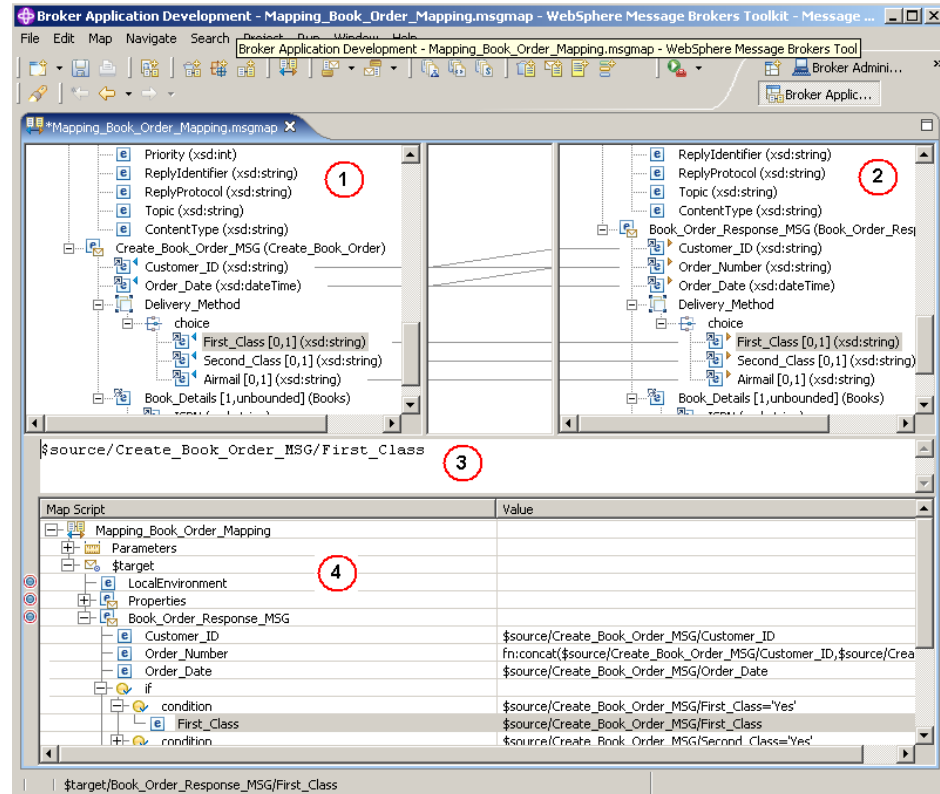 Broker Application Development - Mapping_Book_Order_Mapping.msgmap - WebSphere Message Brokers Toolkit - Message ...
File Edit Map Navigate Search Project Run Window Help
Broker Application Development - Mapping_Book_Order_Mapping.msgmap - WebSphere Message Brokers Tool
Broker Admini...
»
Broker Applic...
*Mapping_Book_Order_Mapping.msgmap
Priority (xsd:int)
ReplyIdentifier (xsd:string)
ReplyProtocol (xsd:string)
Topic (xsd:string)
ContentType (xsd:string)
Create_Book_Order_MSG (Create_Book_Order)
Customer_ID (xsd:string)
Order_Date (xsd:dateTime)
Delivery_Method
choice
First_Class [0,1] (xsd:string)
Second_Class [0,1] (xsd:string)
Airmail [0,1] (xsd:string)
Book_Details [1,unbounded] (Books)
1
ReplyIdentifier (xsd:string)
ReplyProtocol (xsd:string)
Topic (xsd:string)
ContentType (xsd:string)
Book_Order_Response_MSG (Book_Order_Resp
Customer_ID (xsd:string)
Order_Number (xsd:string)
Order_Date (xsd:dateTime)
Delivery_Method
choice
First_Class [0,1] (xsd:string)
Second_Class [0,1] (xsd:string)
Airmail [0,1] (xsd:string)
Book_Details [1,unbounded] (Books)
2
$source/Create_Book_Order_MSG/First_Class
3
Map Script Value
Mapping_Book_Order_Mapping
Parameters
$target
4
LocalEnvironment
Properties
Book_Order_Response_MSG
Customer_ID $source/Create_Book_Order_MSG/Customer_ID
Order_Number fn:concat($source/Create_Book_Order_MSG/Customer_ID,$source/Crea
Order_Date $source/Create_Book_Order_MSG/Order_Date
if
condition $source/Create_Book_Order_MSG/First_Class='Yes'
First_Class $source/Create_Book_Order_MSG/First_Class
condition $source/Create_Book_Order_MSG/Second_Class='Yes'
$target/Book_Order_Response_MSG/First_Class